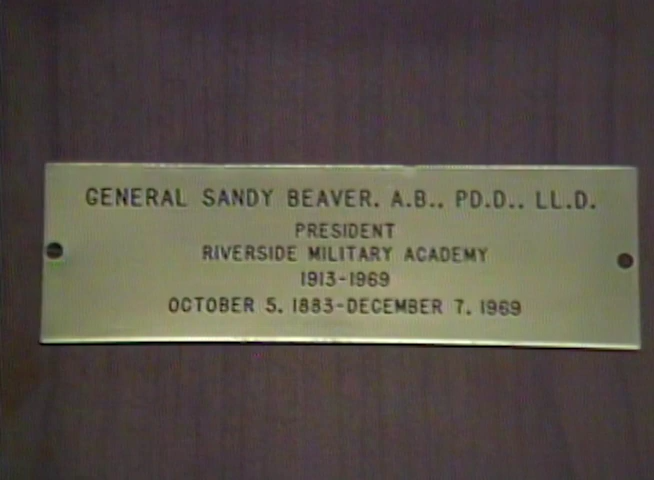 GENERAL SANDY BEAVER, A.B., PD.D., LL.D.
PRESIDENT
RIVERSIDE MILITARY ACADEMY
1913-1969
OCTOBER 5, 1883-DECEMBER 7, 1969